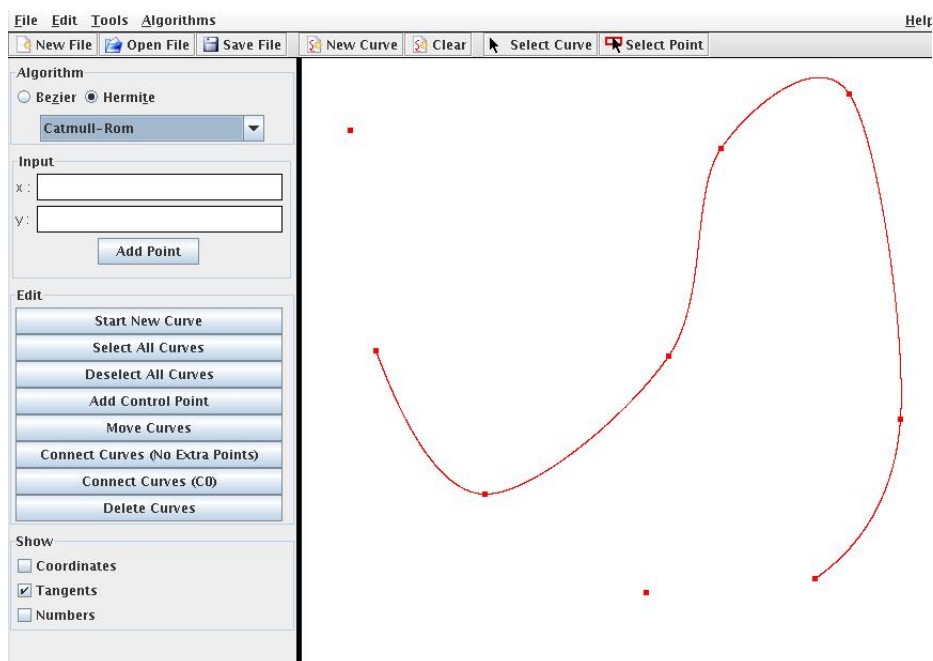 File Edit Tools Algorithms Help
New File Open File Save File New Curve Clear Select Curve Select Point
Algorithm
Bezier Hermite
Catmull-Rom
Input
x :
y :
Add Point
Edit
Start New Curve
Select All Curves
Deselect All Curves
Add Control Point
Move Curves
Connect Curves (No Extra Points)
Connect Curves (C0)
Delete Curves
Show
Coordinates
Tangents
Numbers